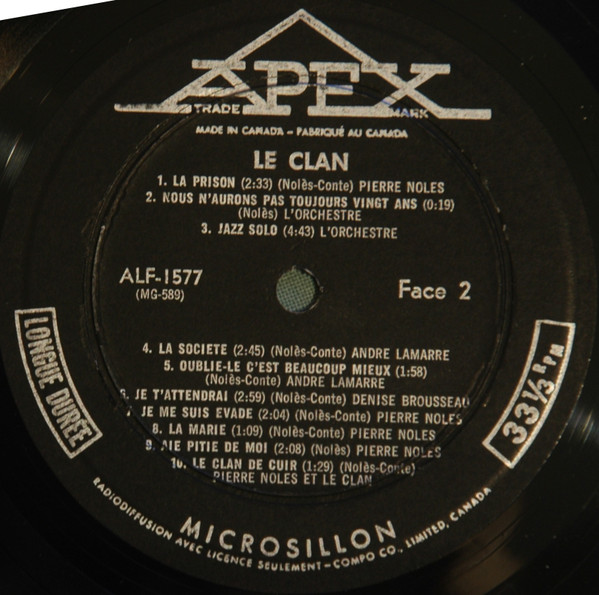 APEX
TRADE MARK
MADE IN CANADA - FABRIQUÉ AU CANADA
LE CLAN
1. LA PRISON (2:33) (Nolès-Conte) PIERRE NOLES
2. NOUS N'AURONS PAS TOUJOURS VINGT ANS (0:19)
(Nolès) L'ORCHESTRE
3. JAZZ SOLO (4:43) L'ORCHESTRE
ALF-1577
(MG-589)
Face 2
LONGUE DURÉE
33 1/3 R.P.M
4. LA SOCIETE (2:45) (Nolès-Conte) ANDRE LAMARRE
5. OUBLIE-LE C'EST BEAUCOUP MIEUX (1:58)
(Nolès-Conte) ANDRE LAMARRE
6. JE T'ATTENDRAI (2:59) (Nolès-Conte) DENISE BROUSSEAU
7. JE ME SUIS EVADE (2:04) (Nolès-Conte) PIERRE NOLES
8. LA MARIE (1:09) (Nolès-Conte) PIERRE NOLES
9. AIE PITIE DE MOI (2:08) (Nolès) PIERRE NOLES
10. LE CLAN DE CUIR (1:29) (Nolès-Conte)
PIERRE NOLES ET LE CLAN
MICROSILLON
RADIODIFFUSION AVEC LICENCE SEULEMENT-COMPO CO., LIMITED, CANADA